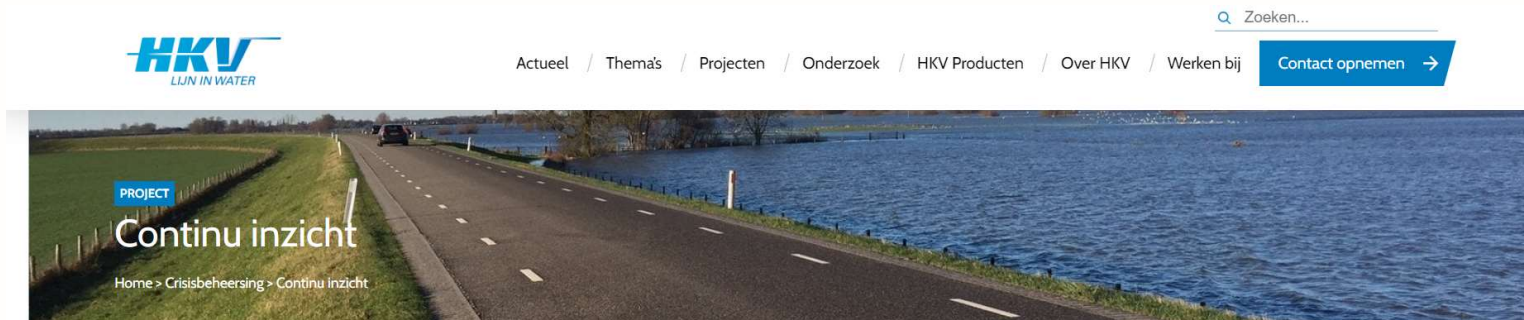 Zoeken...
HKV
LIJN IN WATER
Actueel / Thema's / Projecten / Onderzoek / HKV Producten / Over HKV / Werken bij
Contact opnemen →
PROJECT
Continu inzicht
Home > Crisisbeheersing > Continu inzicht